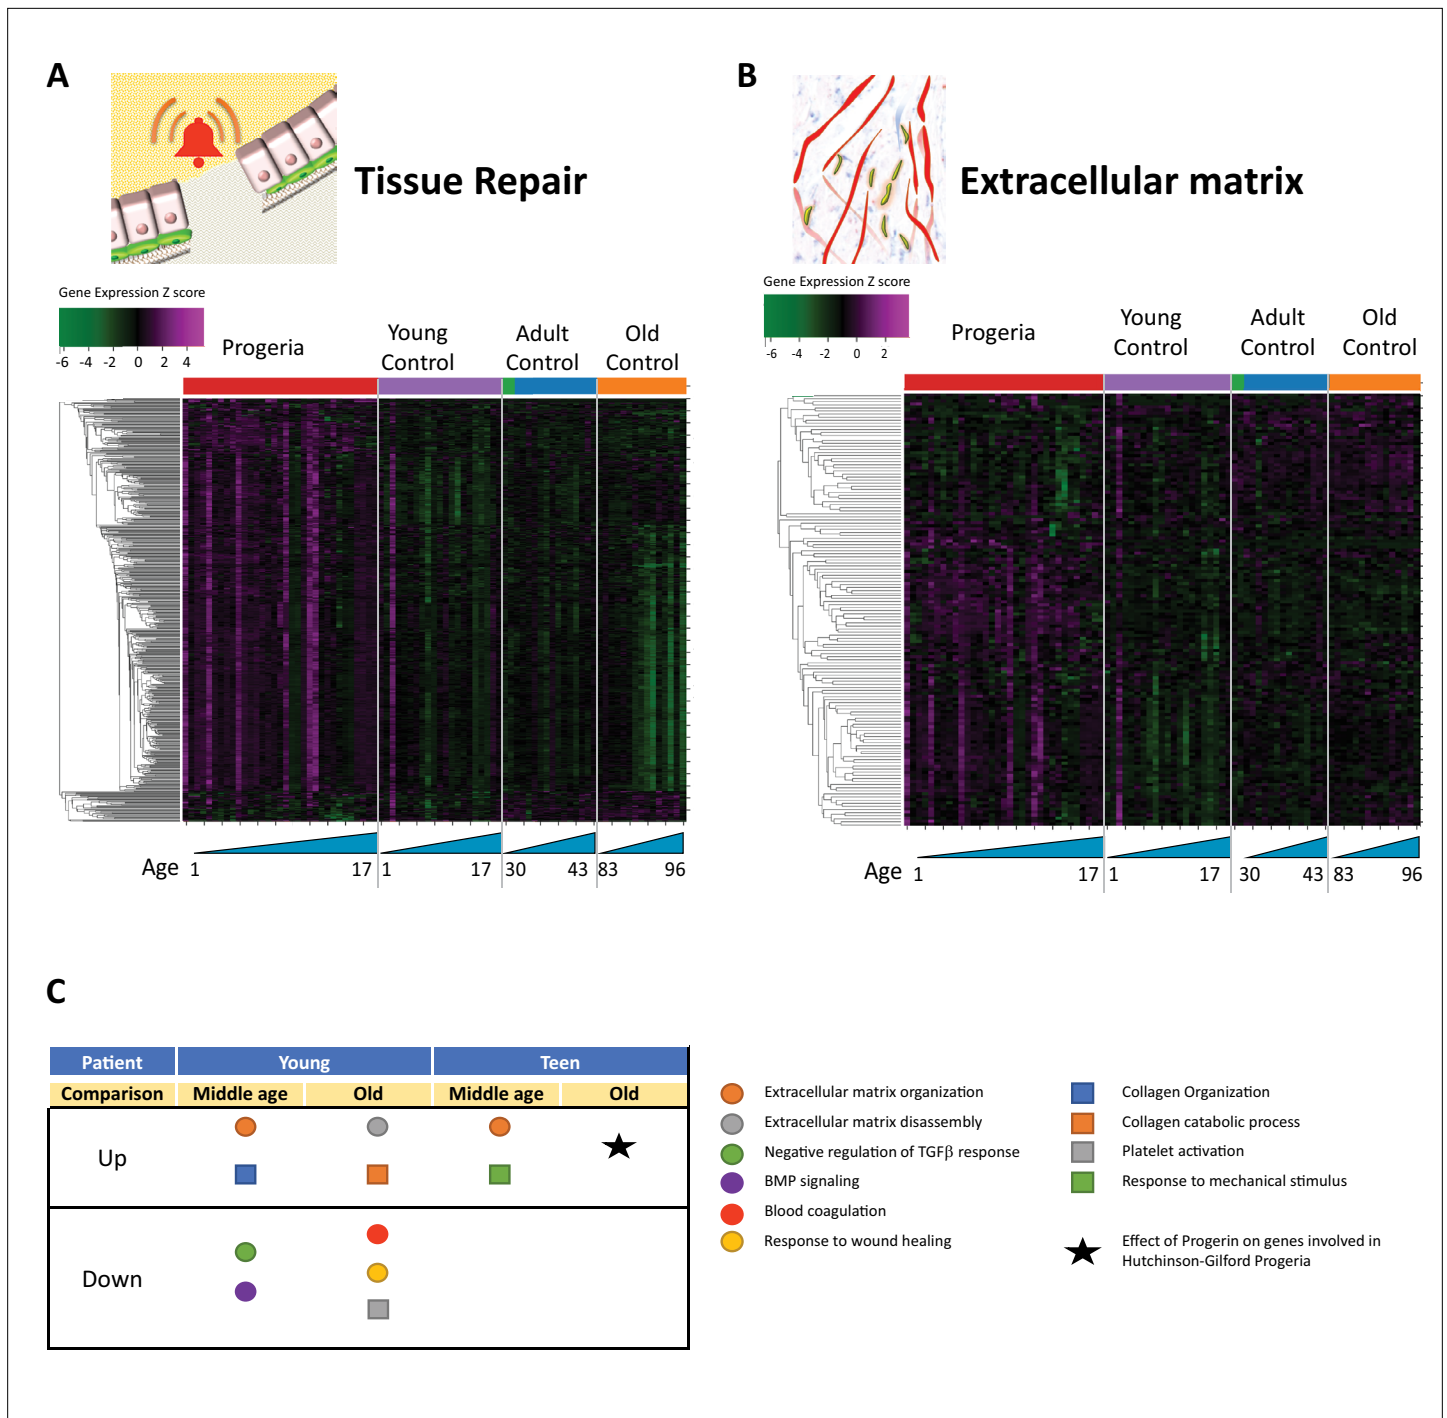 A
Tissue Repair
Gene Expression Z score
-6 -4 -2 0 2 4
Progeria
Young
Control
Adult
Control
Old
Control
Age 1 17 1 17 30 43 83 96
B
Extracellular matrix
Gene Expression Z score
-6 -4 -2 0 2
Progeria
Young
Control
Adult
Control
Old
Control
Age 1 17 1 17 30 43 83 96
C
Patient Young Teen
Comparison Middle age Old Middle age Old
Up
Down
Extracellular matrix organization
Extracellular matrix disassembly
Negative regulation of TGFβ response
BMP signaling
Blood coagulation
Response to wound healing
Collagen Organization
Collagen catabolic process
Platelet activation
Response to mechanical stimulus
Effect of Progerin on genes involved in
Hutchinson-Gilford Progeria